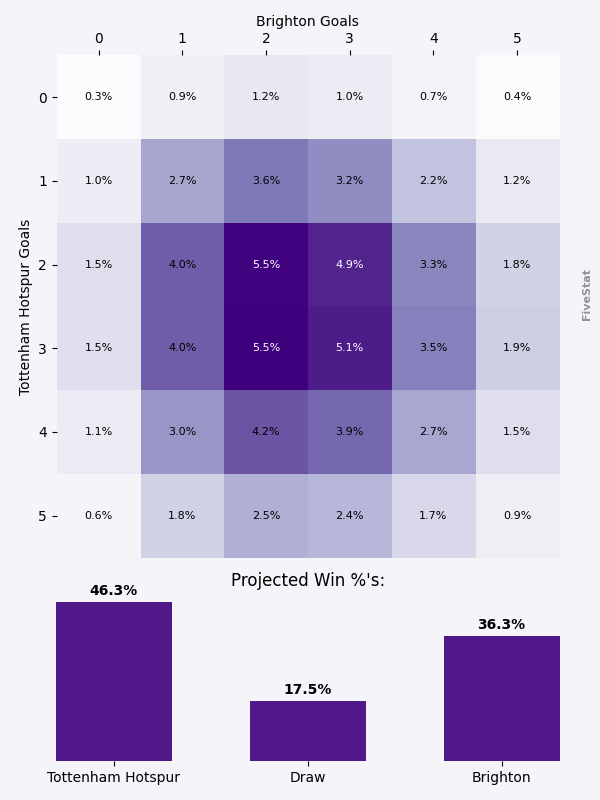 Brighton Goals
0 1 2 3 4 5
0 0.3% 0.9% 1.2% 1.0% 0.7% 0.4%
1 1.0% 2.7% 3.6% 3.2% 2.2% 1.2%
2 1.5% 4.0% 5.5% 4.9% 3.3% 1.8%
3 1.5% 4.0% 5.5% 5.1% 3.5% 1.9%
4 1.1% 3.0% 4.2% 3.9% 2.7% 1.5%
5 0.6% 1.8% 2.5% 2.4% 1.7% 0.9%
Tottenham Hotspur Goals
FiveStat
Projected Win %'s:
46.3% 17.5% 36.3%
Tottenham Hotspur Draw Brighton